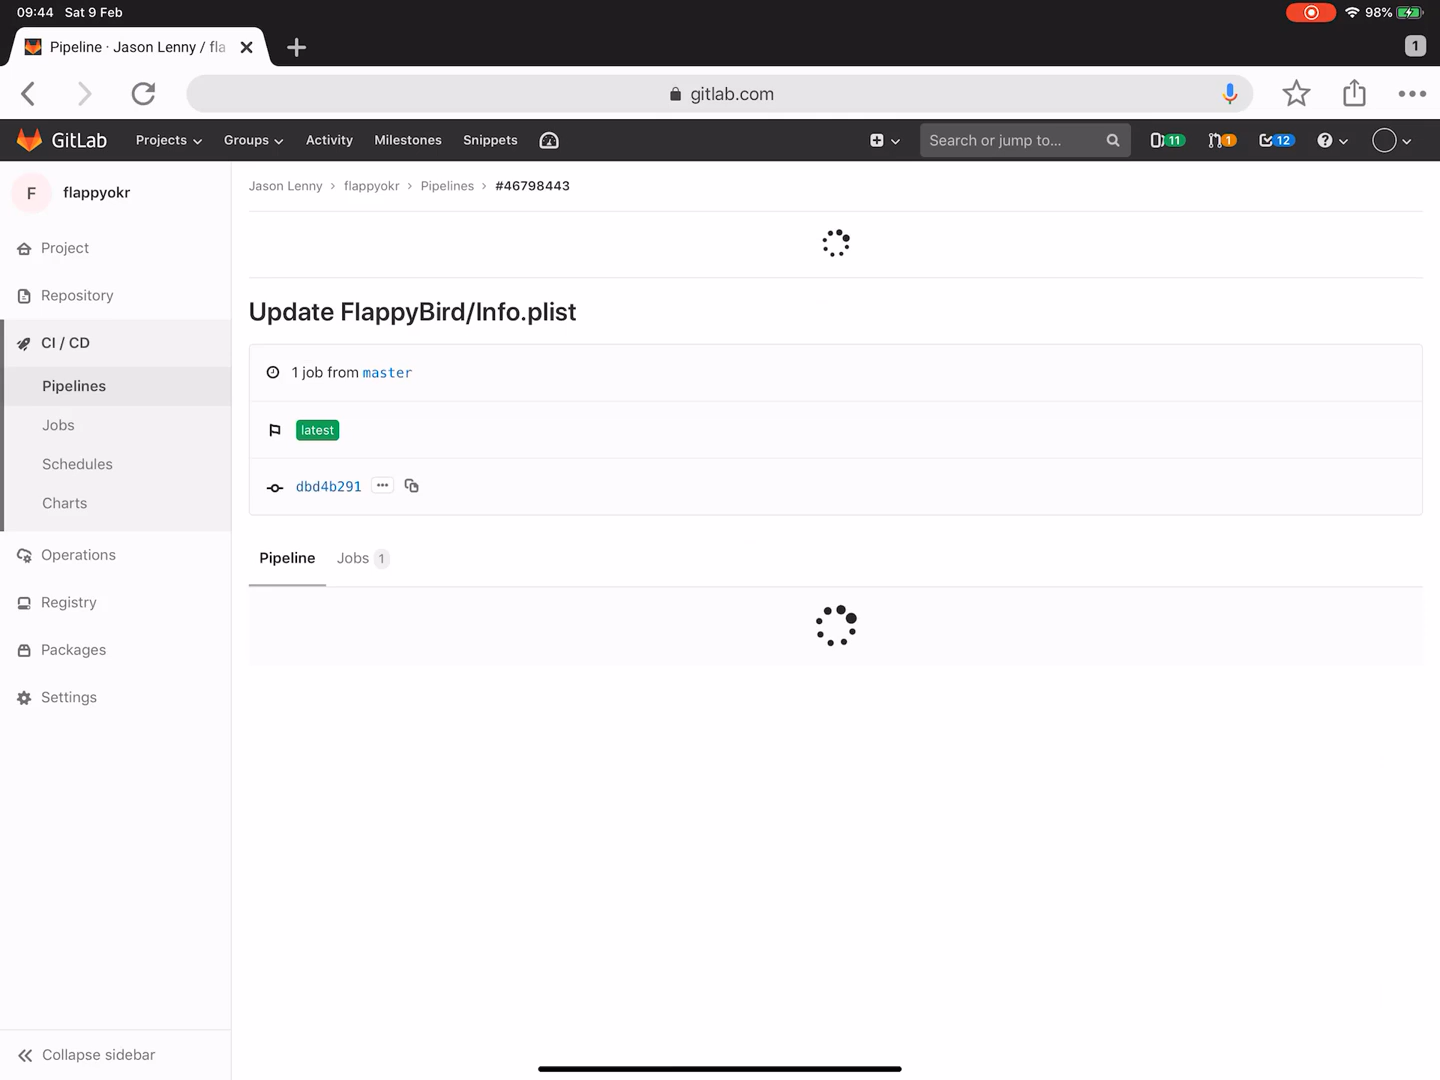 09:44 Sat 9 Feb 98%
Pipeline · Jason Lenny / fla 1
gitlab.com
GitLab Projects Groups Activity Milestones Snippets Search or jump to... 11 1 12
F flappyokr
Project
Repository
CI / CD
Pipelines
Jobs
Schedules
Charts
Operations
Registry
Packages
Settings
Collapse sidebar
Jason Lenny › flappyokr › Pipelines › #46798443
Update FlappyBird/Info.plist
1 job from master
latest
dbd4b291
Pipeline Jobs 1